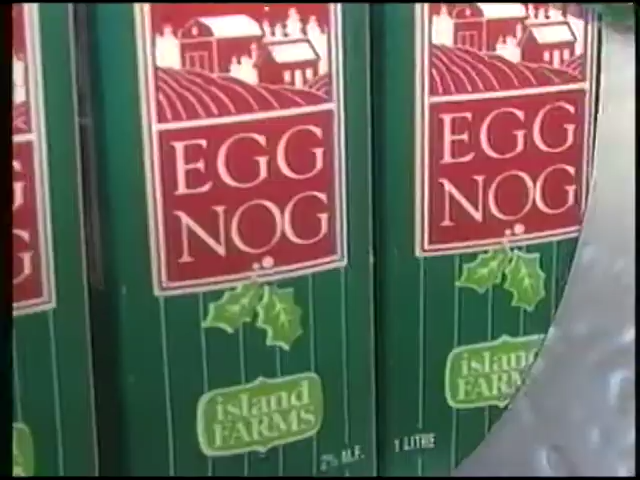 EGG
NOG
island
FARMS
2% M.F.
EGG
NOG
island
FARMS
1 LITRE
G
G